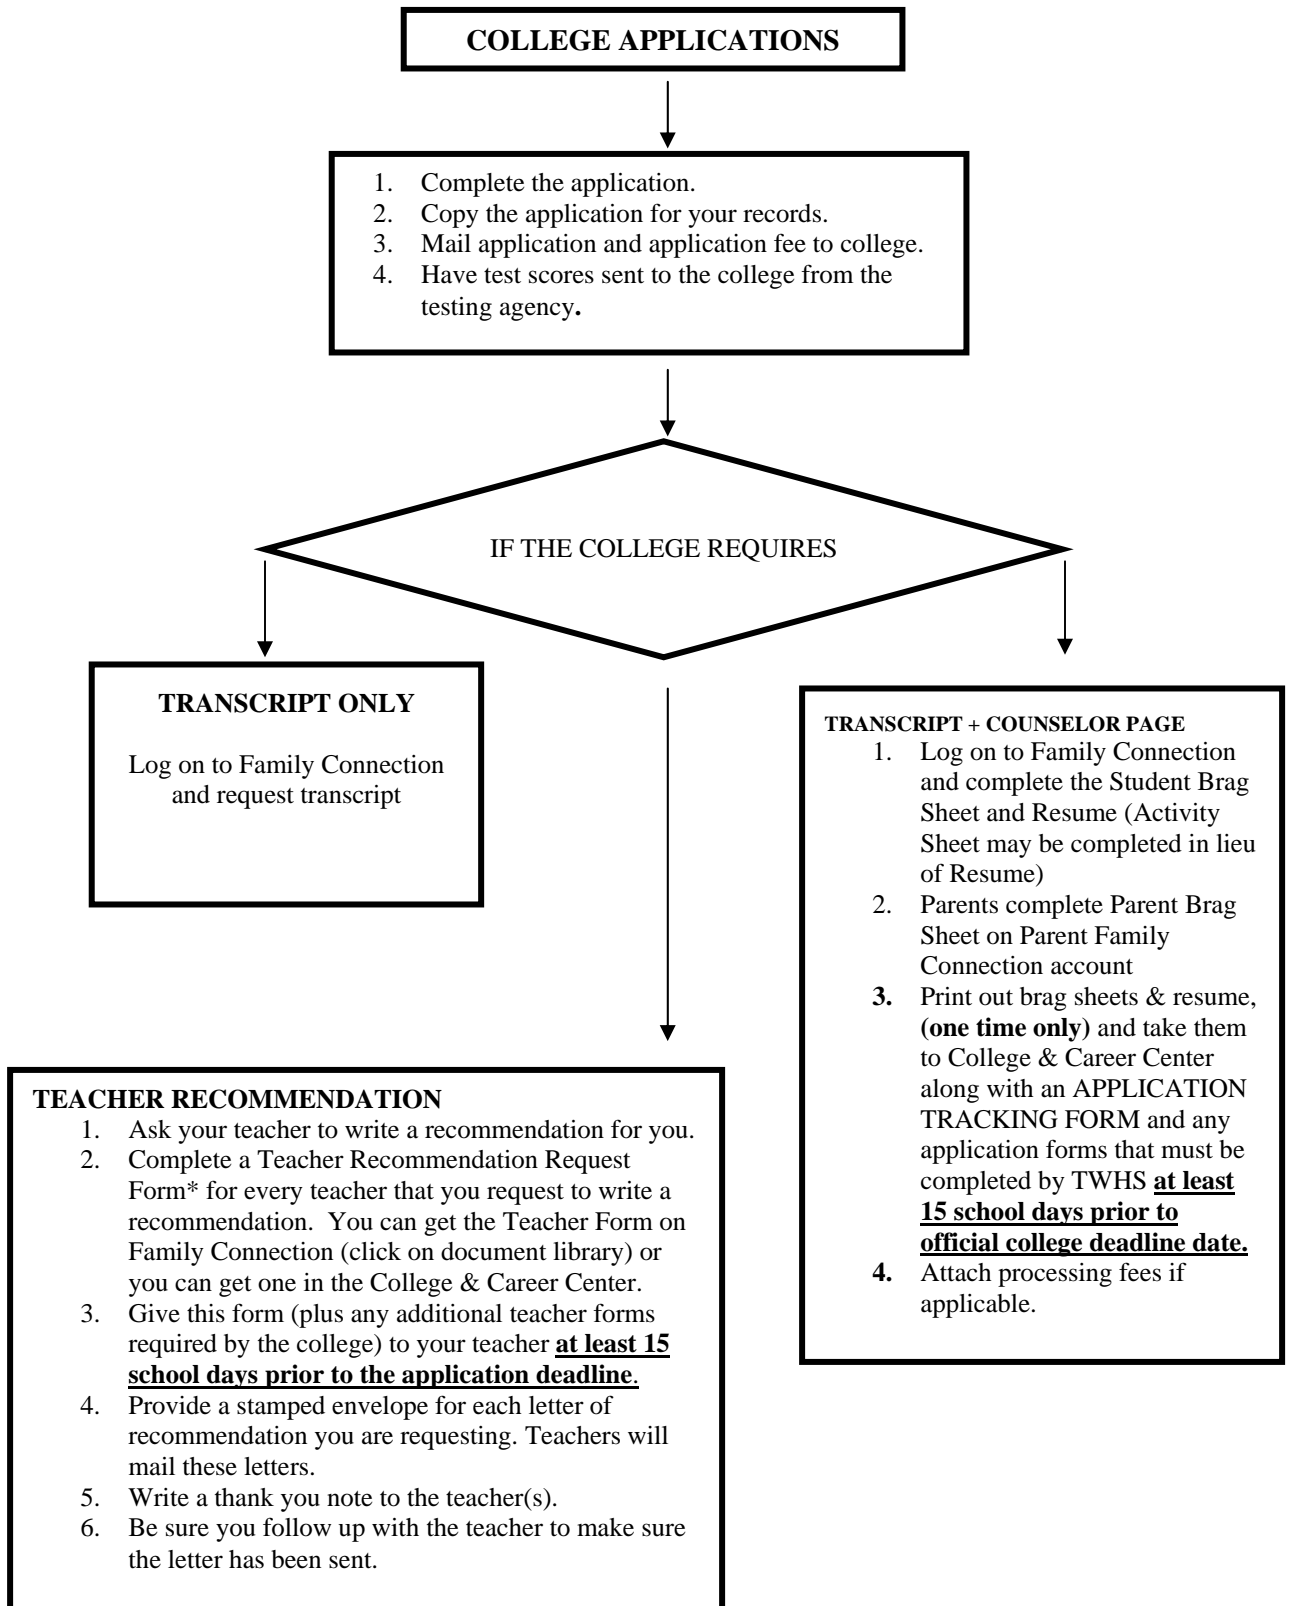 COLLEGE APPLICATIONS
1. Complete the application.
2. Copy the application for your records.
3. Mail application and application fee to college.
4. Have test scores sent to the college from the
testing agency.
IF THE COLLEGE REQUIRES
TRANSCRIPT ONLY
Log on to Family Connection
and request transcript
TRANSCRIPT + COUNSELOR PAGE
1. Log on to Family Connection
and complete the Student Brag
Sheet and Resume (Activity
Sheet may be completed in lieu
of Resume)
2. Parents complete Parent Brag
Sheet on Parent Family
Connection account
3. Print out brag sheets & resume,
(one time only) and take them
to College & Career Center
along with an APPLICATION
TRACKING FORM and any
application forms that must be
completed by TWHS at least
15 school days prior to
official college deadline date.
4. Attach processing fees if
applicable.
TEACHER RECOMMENDATION
1. Ask your teacher to write a recommendation for you.
2. Complete a Teacher Recommendation Request
Form* for every teacher that you request to write a
recommendation.  You can get the Teacher Form on
Family Connection (click on document library) or
you can get one in the College & Career Center.
3. Give this form (plus any additional teacher forms
required by the college) to your teacher at least 15
school days prior to the application deadline.
4. Provide a stamped envelope for each letter of
recommendation you are requesting. Teachers will
mail these letters.
5. Write a thank you note to the teacher(s).
6. Be sure you follow up with the teacher to make sure
the letter has been sent.